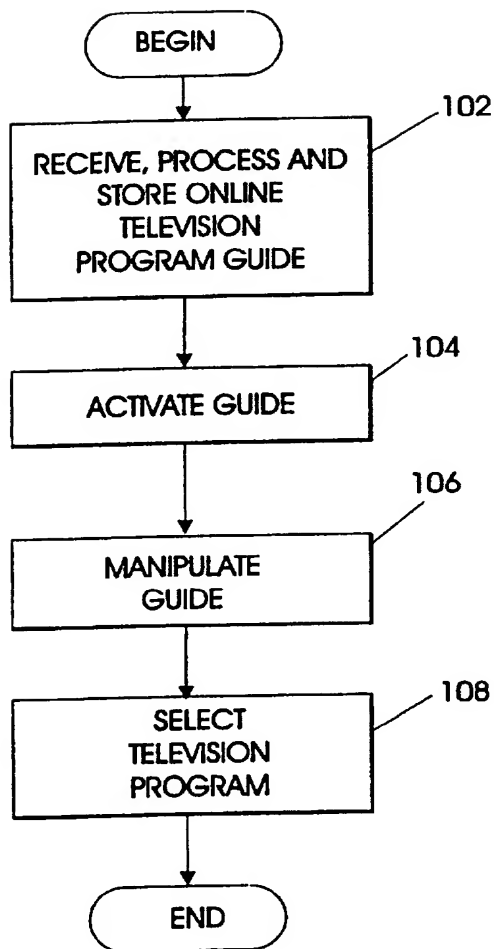 BEGIN
102
RECEIVE, PROCESS AND
STORE ONLINE
TELEVISION
PROGRAM GUIDE
104
ACTIVATE GUIDE
106
MANIPULATE
GUIDE
108
SELECT
TELEVISION
PROGRAM
END